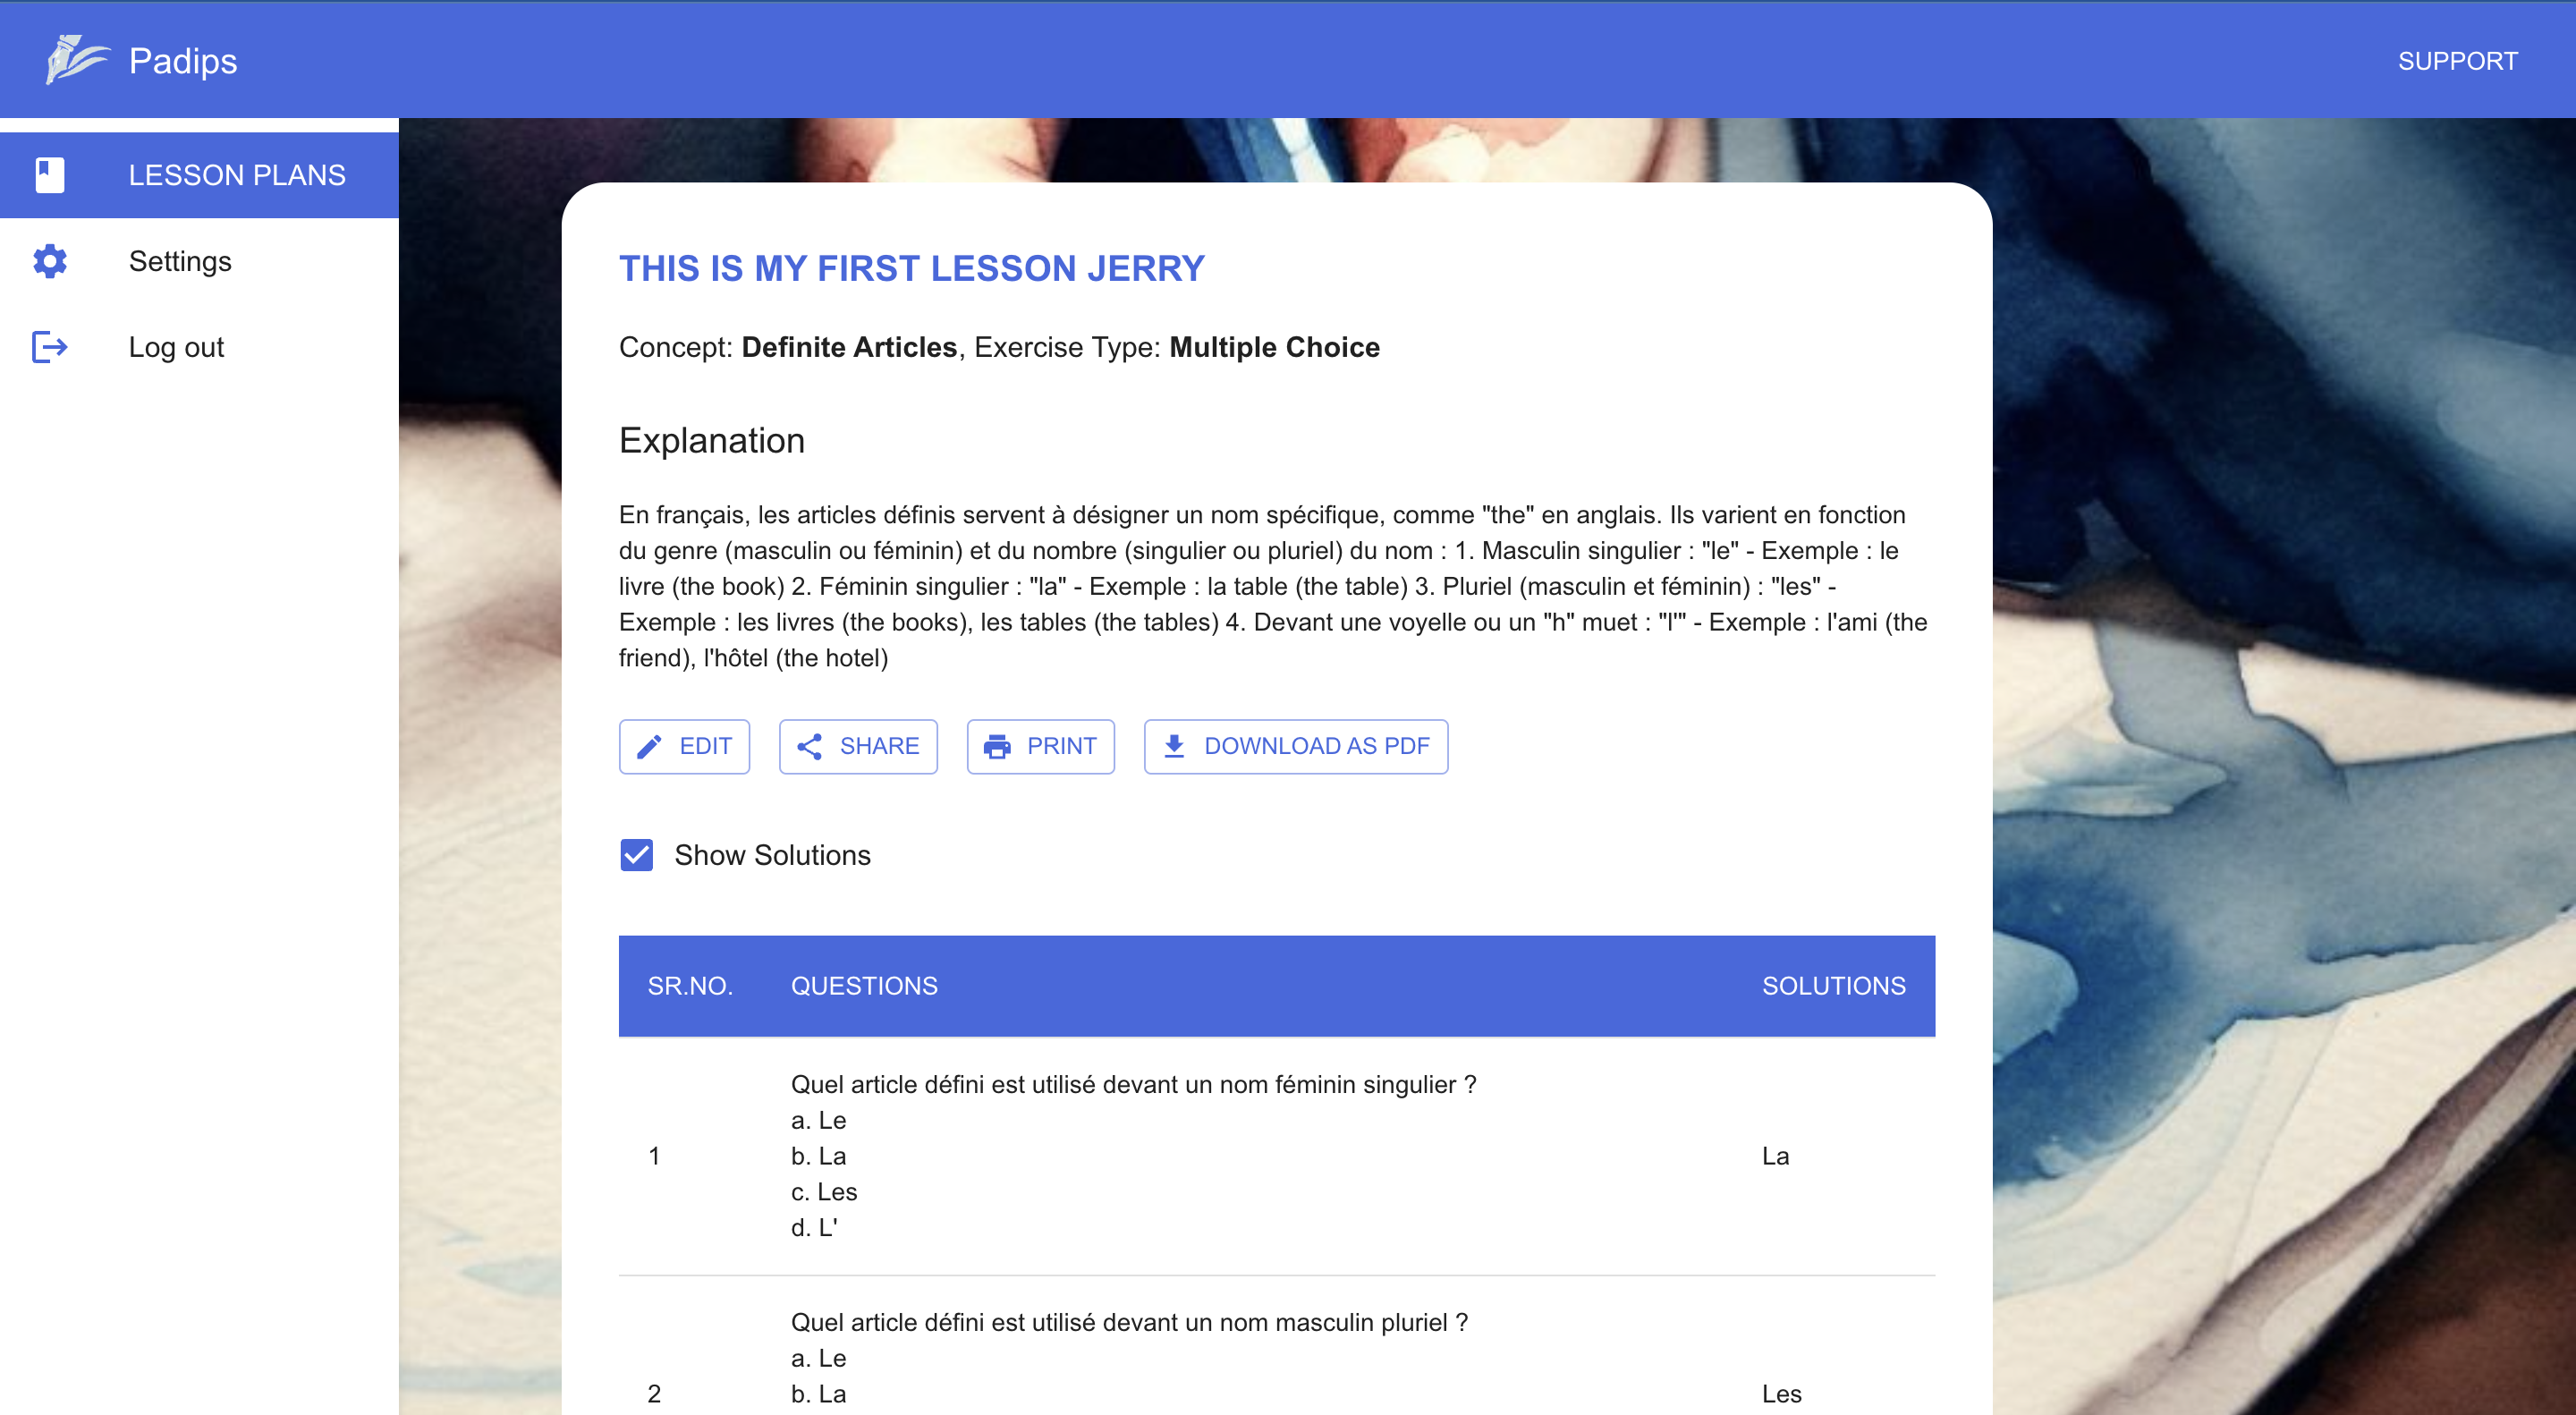 Padips
SUPPORT
LESSON PLANS
Settings
Log out
THIS IS MY FIRST LESSON JERRY
Concept: Definite Articles, Exercise Type: Multiple Choice
Explanation
En français, les articles définis servent à désigner un nom spécifique, comme "the" en anglais. Ils varient en fonction
du genre (masculin ou féminin) et du nombre (singulier ou pluriel) du nom : 1. Masculin singulier : "le" - Exemple : le
livre (the book) 2. Féminin singulier : "la" - Exemple : la table (the table) 3. Pluriel (masculin et féminin) : "les" -
Exemple : les livres (the books), les tables (the tables) 4. Devant une voyelle ou un "h" muet : "l'" - Exemple : l'ami (the
friend), l'hôtel (the hotel)
EDIT
SHARE
PRINT
DOWNLOAD AS PDF
Show Solutions
SR.NO. QUESTIONS SOLUTIONS
Quel article défini est utilisé devant un nom féminin singulier ?
a. Le
1 b. La La
c. Les
d. L'
Quel article défini est utilisé devant un nom masculin pluriel ?
a. Le
2 b. La Les